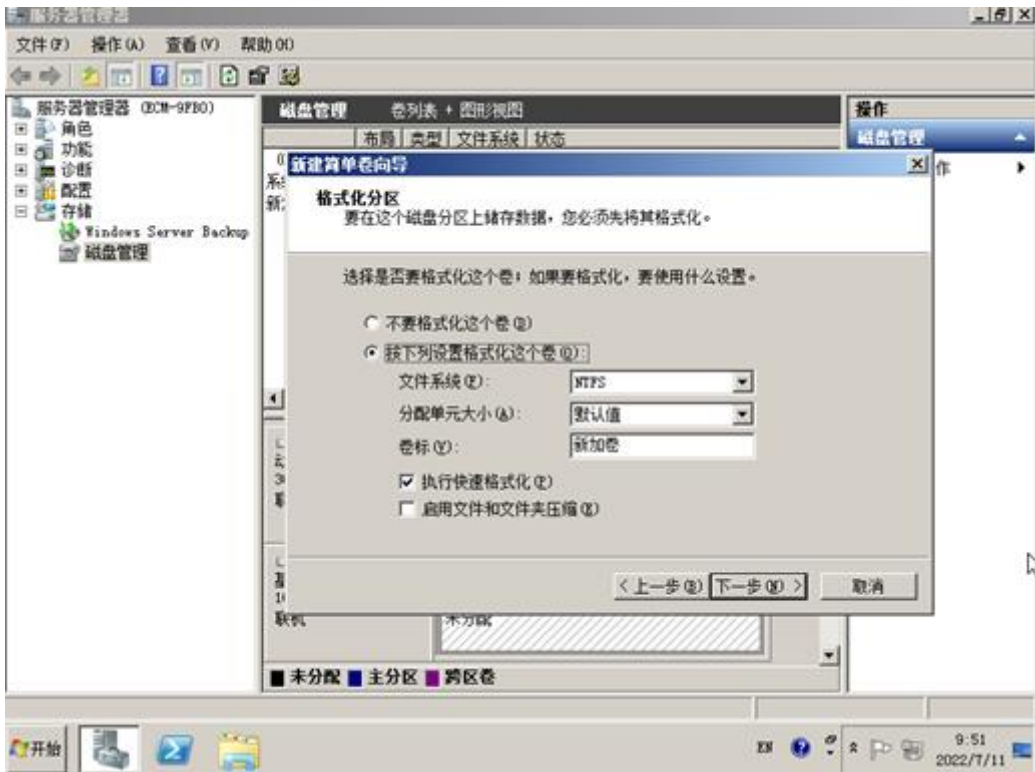 服务器管理器
文件(F) 操作(A) 查看(V) 帮助(H)
服务器管理器 (ECM-9FB0)
角色
功能
诊断
配置
存储
Windows Server Backup
磁盘管理
磁盘管理 卷列表 + 图形视图
布局 类型 文件系统 状态
操作
磁盘管理
作
新建简单卷向导
格式化分区
要在这个磁盘分区上储存数据，您必须先将其格式化。
选择是否要格式化这个卷；如果要格式化，要使用什么设置。
不要格式化这个卷(D)
按下列设置格式化这个卷(O):
文件系统(F): NTFS
分配单元大小(A): 默认值
卷标(V): 新加卷
执行快速格式化(P)
启用文件和文件夹压缩(E)
< 上一步(B) 下一步(N) > 取消
联机
未分配
未分配 主分区 跨区卷
开始
EN
9:51
2022/7/11